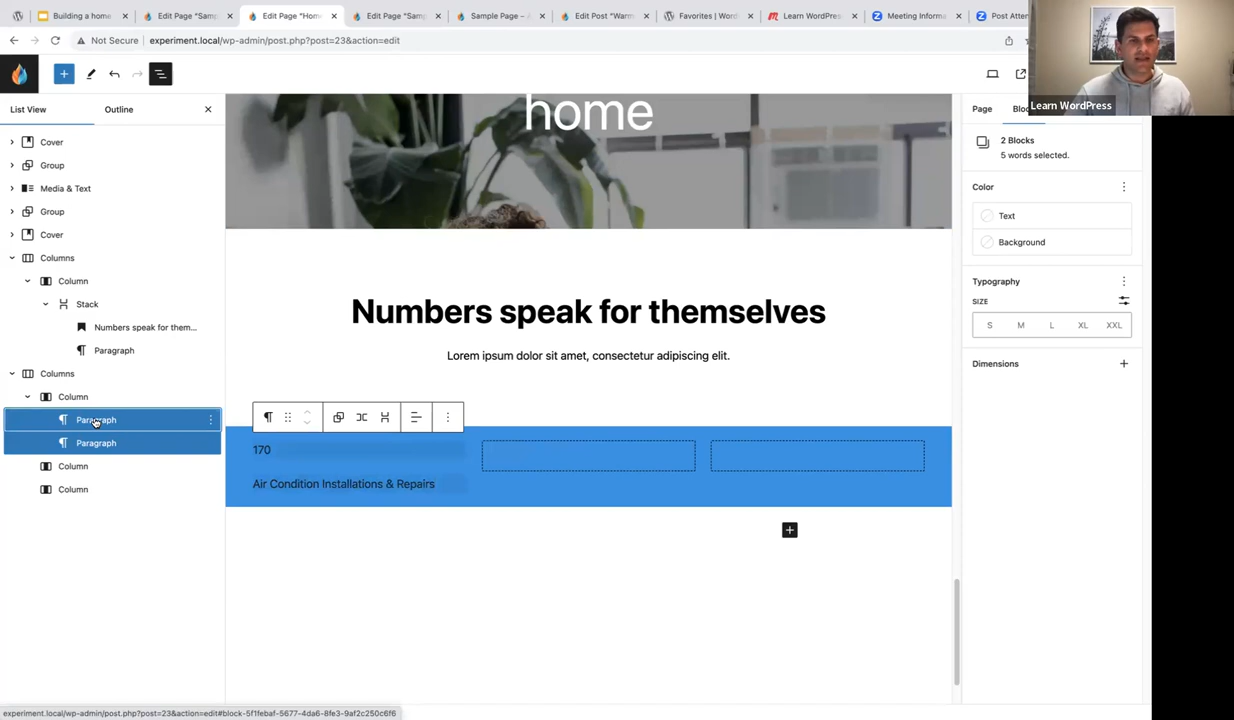 Building a home
Edit Page "Samp
Edit Page "Hom
Edit Page "Samp
Sample Page –
Edit Post "Warm
Favorites | Word
Learn WordPress
Meeting Informa
Post Atten
Not Secure
experiment.local/wp-admin/post.php?post=23&action=edit
Learn WordPress
List View
Outline
Page
Bloc
Cover
Group
Media & Text
Group
Cover
Columns
Column
Stack
Numbers speak for them...
Paragraph
Columns
Column
Paragraph
Paragraph
Column
Column
home
Numbers speak for themselves
Lorem ipsum dolor sit amet, consectetur adipiscing elit.
170
Air Condition Installations & Repairs
2 Blocks
5 words selected.
Color
Text
Background
Typography
SIZE
S M L XL XXL
Dimensions
experiment.local/wp-admin/post.php?post=23&action=edit#block-5f1febaf-5677-4da6-8fe3-9af2c250c6f6